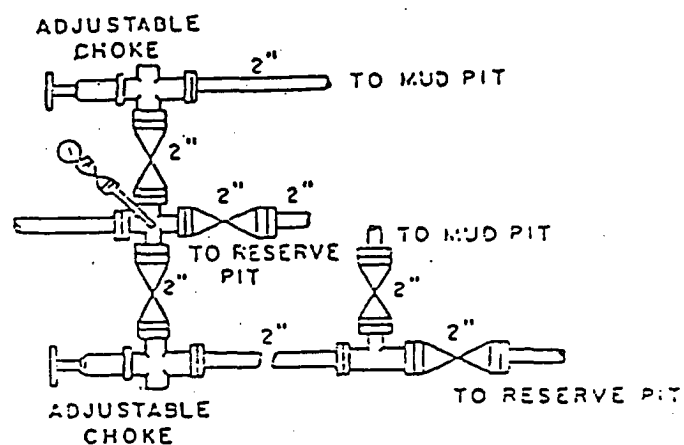 ADJUSTABLE
CHOKE
2"
TO MUD PIT
2"
2" 2"
TO RESERVE
PIT
TO MUD PIT
2"
2"
2"
2"
TO RESERVE PIT
ADJUSTABLE
CHOKE